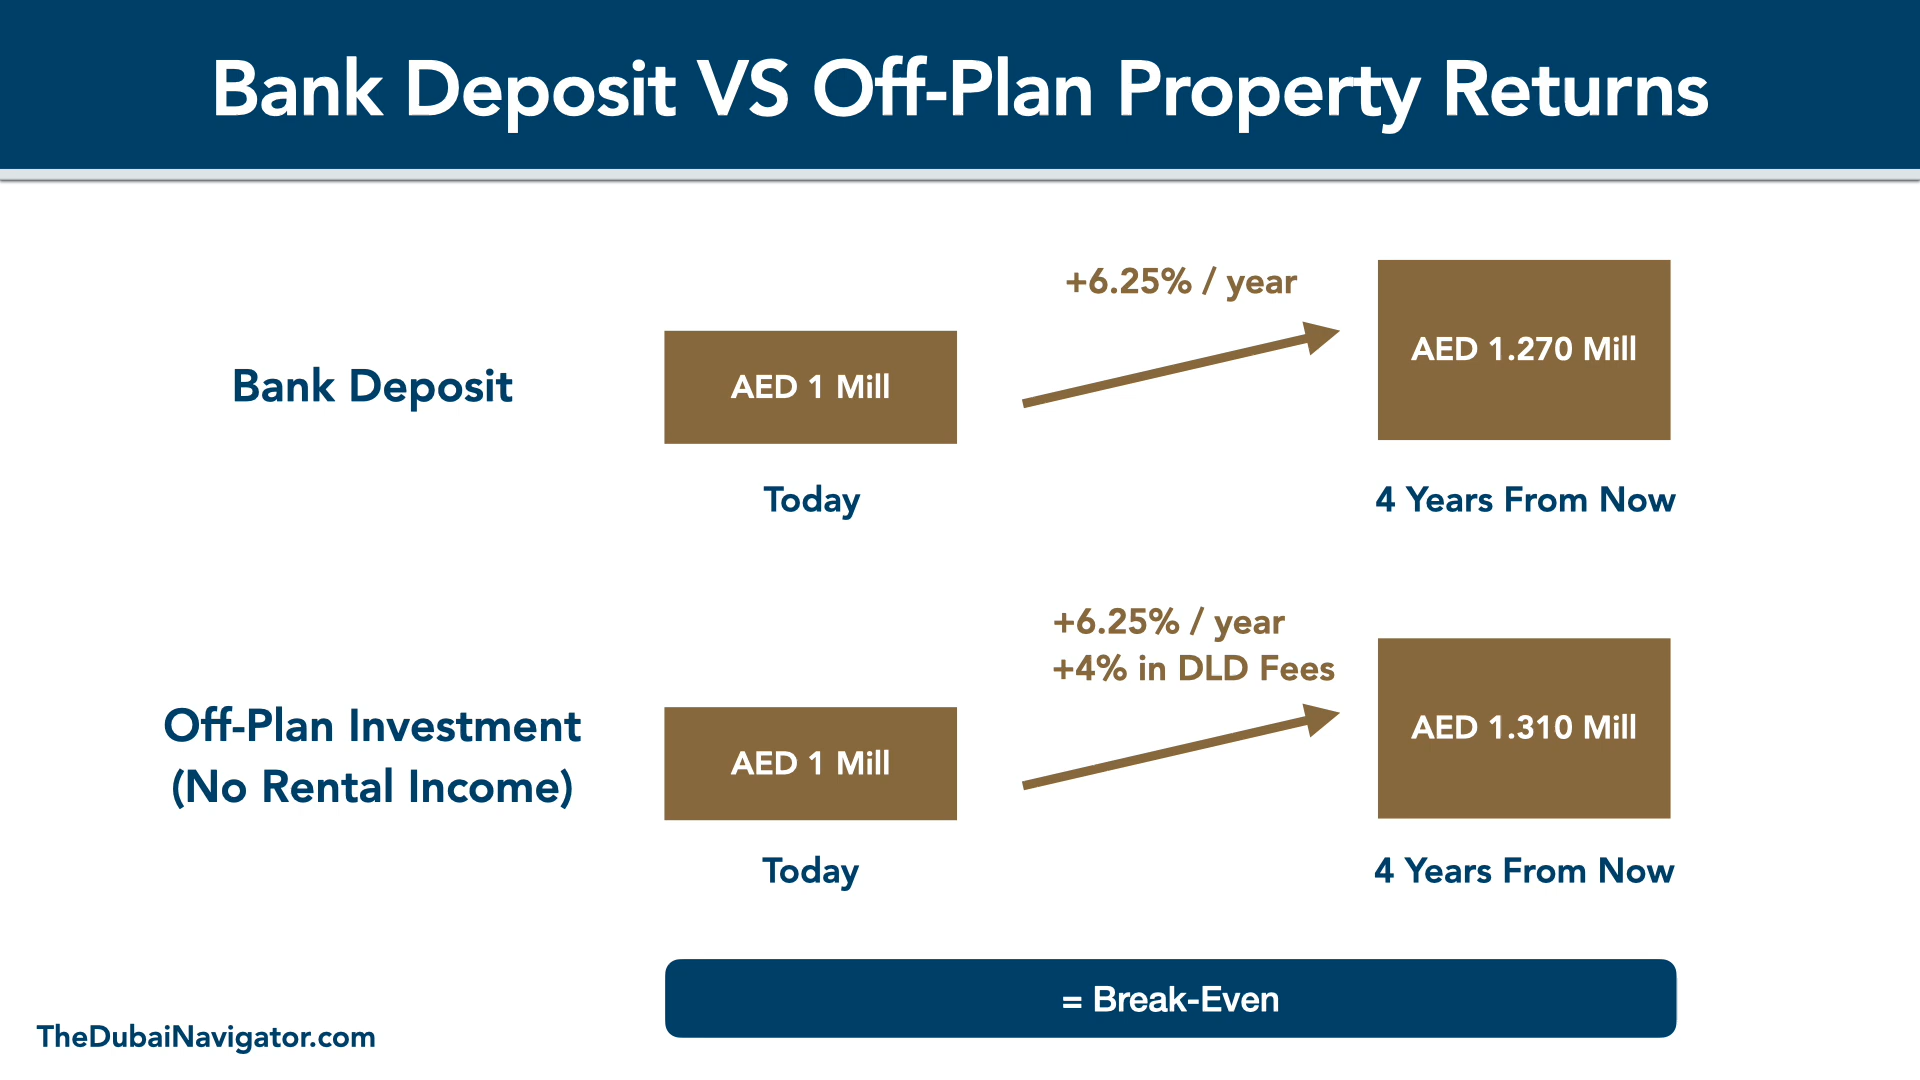 Bank Deposit VS Off-Plan Property Returns
Bank Deposit
AED 1 Mill
Today
+6.25% / year
AED 1.270 Mill
4 Years From Now
Off-Plan Investment
(No Rental Income)
AED 1 Mill
Today
+6.25% / year
+4% in DLD Fees
AED 1.310 Mill
4 Years From Now
= Break-Even
TheDubaiNavigator.com